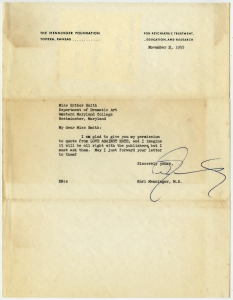 THE MENNINGER FOUNDATION
TOPEKA, KANSAS
FOR PSYCHIATRIC TREATMENT,
EDUCATION, AND RESEARCH
November 2, 1955
Miss Esther Smith
Department of Dramatic Art
Western Maryland College
Westminster, Maryland
My dear Miss Smith:
I am glad to give you permission
to quote from LOVE AGAINST HATE, and I imagine
it will be all right with the publishers, but I
must ask them. May I just forward your letter
to them?
Sincerely yours,
Karl Menninger, M.D.